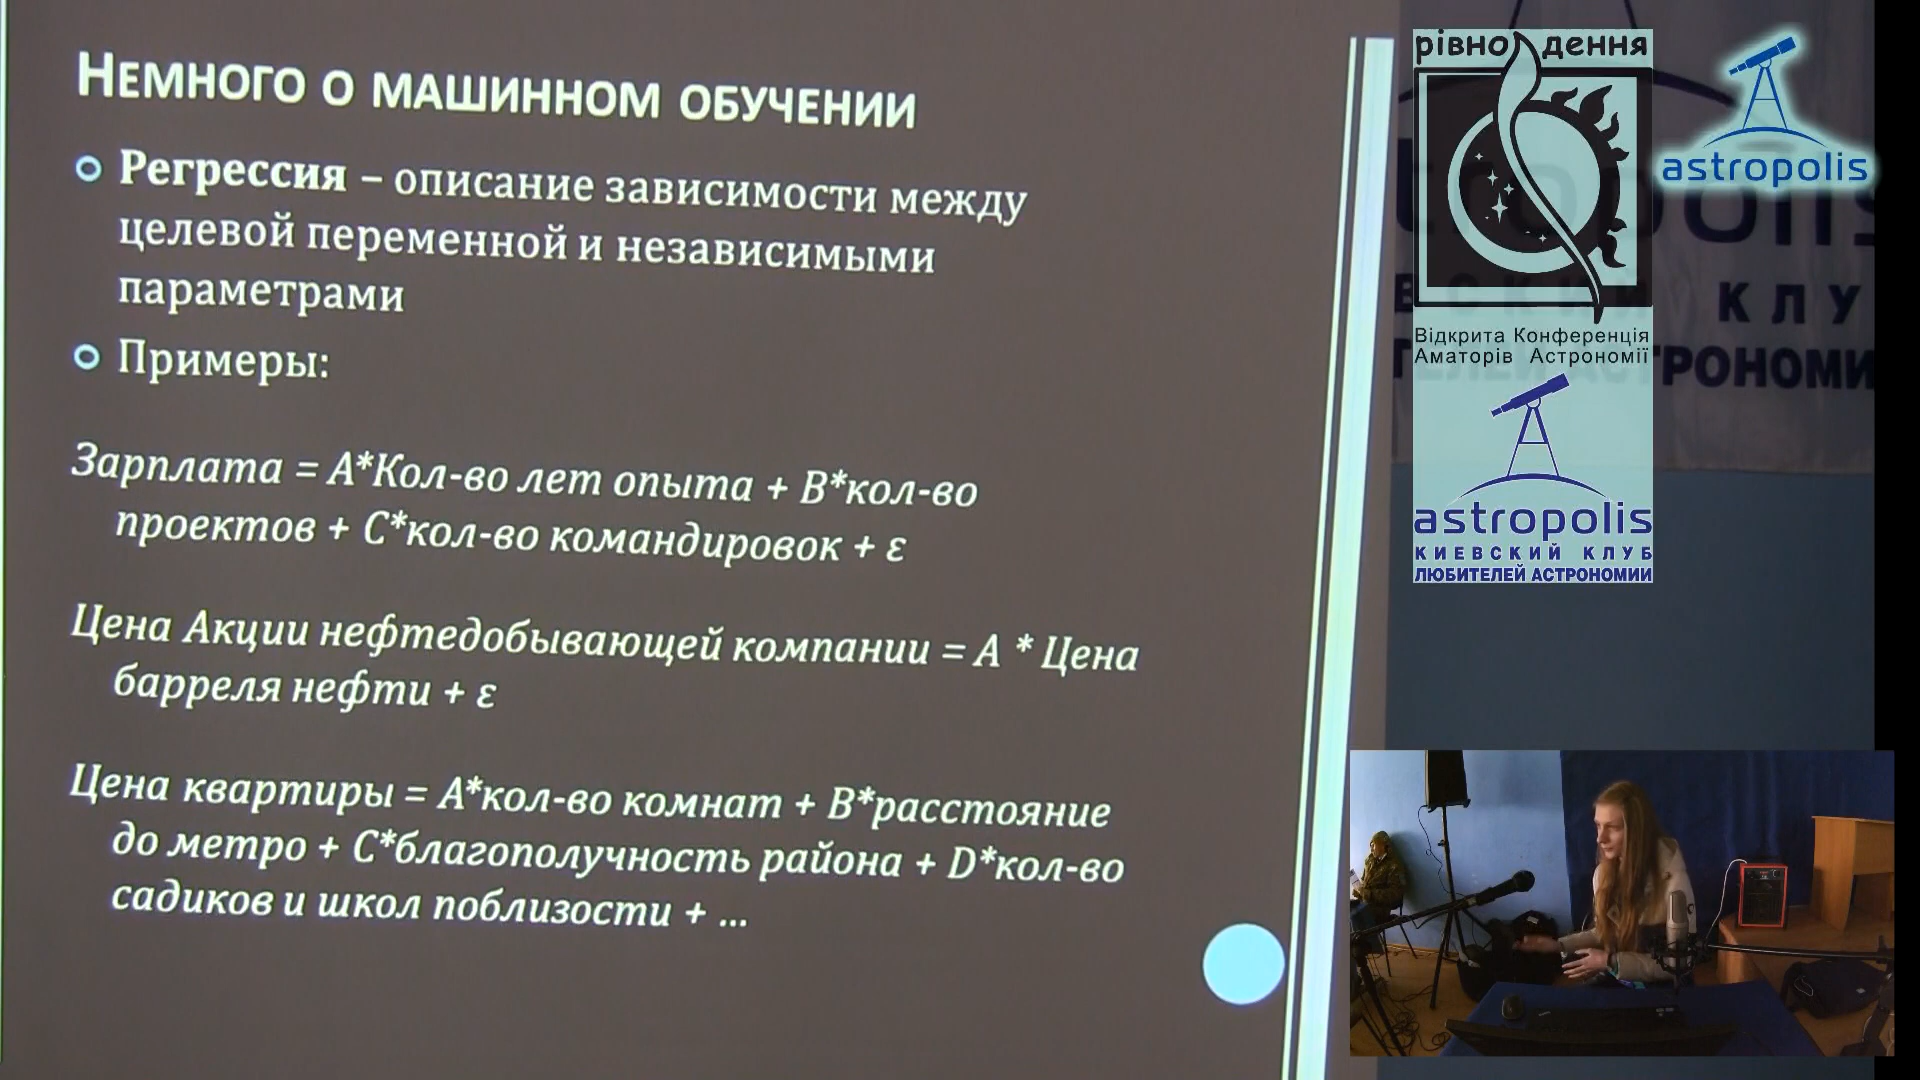 Немного о машинном обучении
Регрессия – описание зависимости между
целевой переменной и независимыми
параметрами
Примеры:
Зарплата = A*Кол-во лет опыта + B*кол-во
проектов + C*кол-во командировок + ε
Цена Акции нефтедобывающей компании = A * Цена
барреля нефти + ε
Цена квартиры = A*кол-во комнат + B*расстояние
до метро + C*благополучность района + D*кол-во
садиков и школ поблизости + ...
рівнодення
Відкрита Конференція
Аматорів Астрономії
astropolis
КИЕВСКИЙ КЛУБ
ЛЮБИТЕЛЕЙ АСТРОНОМИИ
astropolis